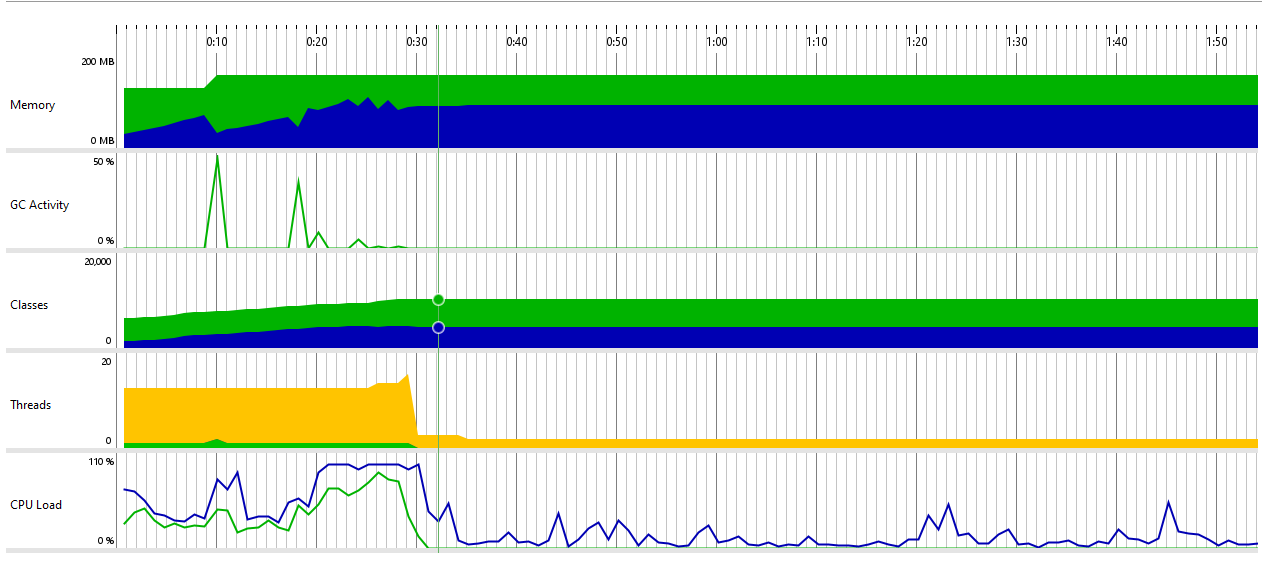 0:10 0:20 0:30 0:40 0:50 1:00 1:10 1:20 1:30 1:40 1:50
200 MB
Memory
0 MB
50 %
GC Activity
0 %
20,000
Classes
0
20
Threads
0
110 %
CPU Load
0 %